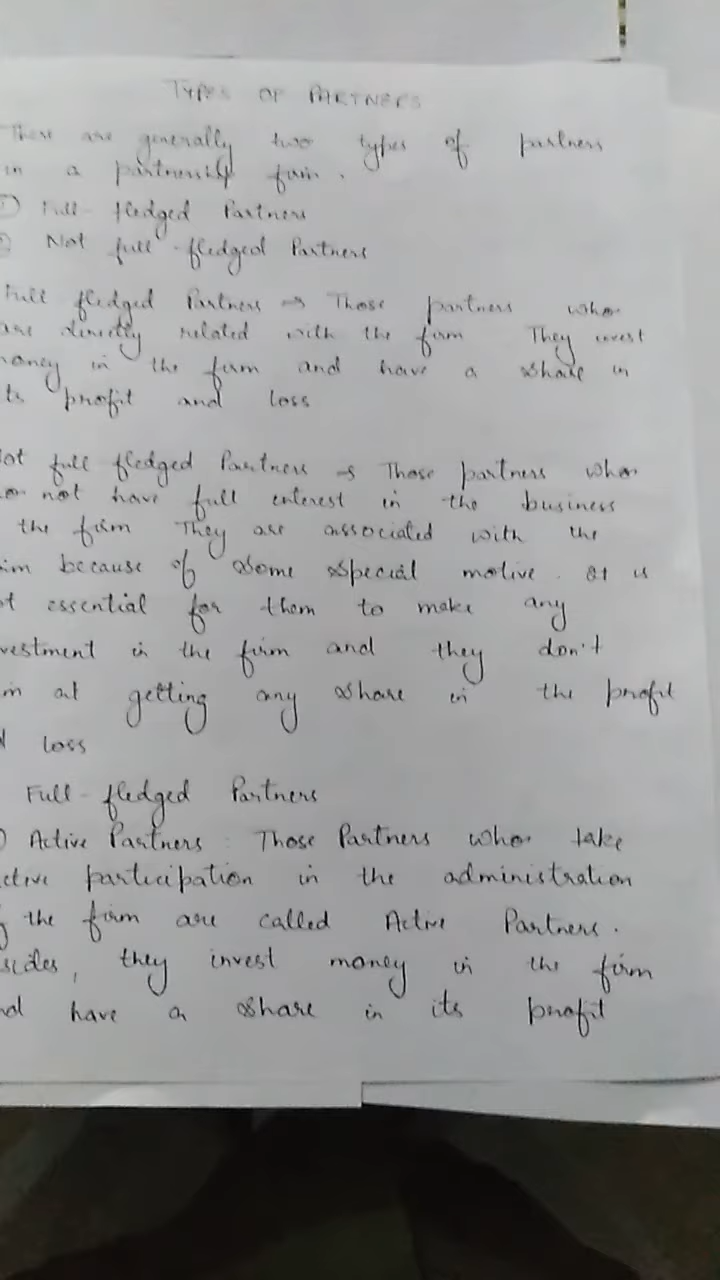 TYPES OF PARTNERS
There are generally two types of partners
in a partnership firm.
Full-fledged Partners
Not full-fledged Partners
Full fledged Partners → Those partners who
are directly related with the firm They invest
money in the firm and have a share in
its profit and loss
Not full fledged Partners → Those partners who
do not have full interest in the business
the firm They are associated with the
because of some special motive. It is
essential for them to make any
in the firm and they don't
at getting any share in the profit
loss
Full-fledged Partners
Active Partners: Those Partners who take
active participation in the administration
the firm are called Active Partners.
they invest money in the firm
have a share in its profit